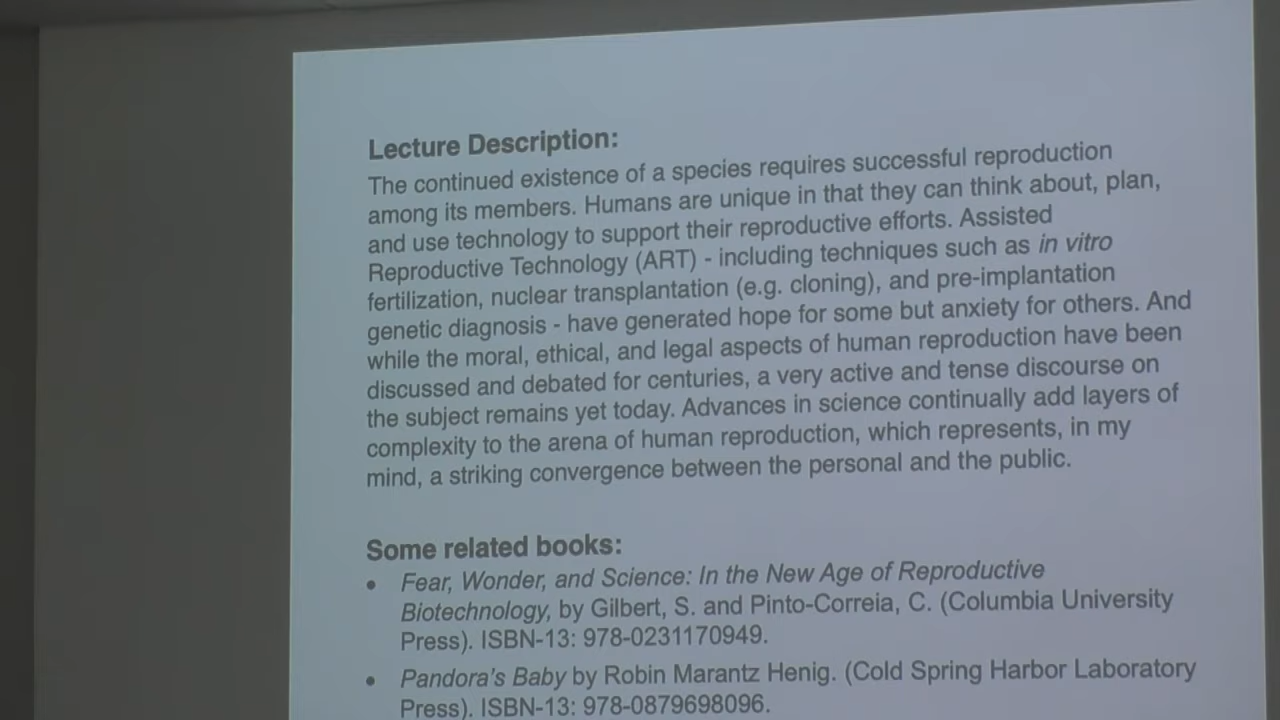 Lecture Description:
The continued existence of a species requires successful reproduction
among its members. Humans are unique in that they can think about, plan,
and use technology to support their reproductive efforts. Assisted
Reproductive Technology (ART) - including techniques such as in vitro
fertilization, nuclear transplantation (e.g. cloning), and pre-implantation
genetic diagnosis - have generated hope for some but anxiety for others. And
while the moral, ethical, and legal aspects of human reproduction have been
discussed and debated for centuries, a very active and tense discourse on
the subject remains yet today. Advances in science continually add layers of
complexity to the arena of human reproduction, which represents, in my
mind, a striking convergence between the personal and the public.
Some related books:
• Fear, Wonder, and Science: In the New Age of Reproductive
Biotechnology, by Gilbert, S. and Pinto-Correia, C. (Columbia University
Press). ISBN-13: 978-0231170949.
• Pandora's Baby by Robin Marantz Henig. (Cold Spring Harbor Laboratory
Press). ISBN-13: 978-0879698096.